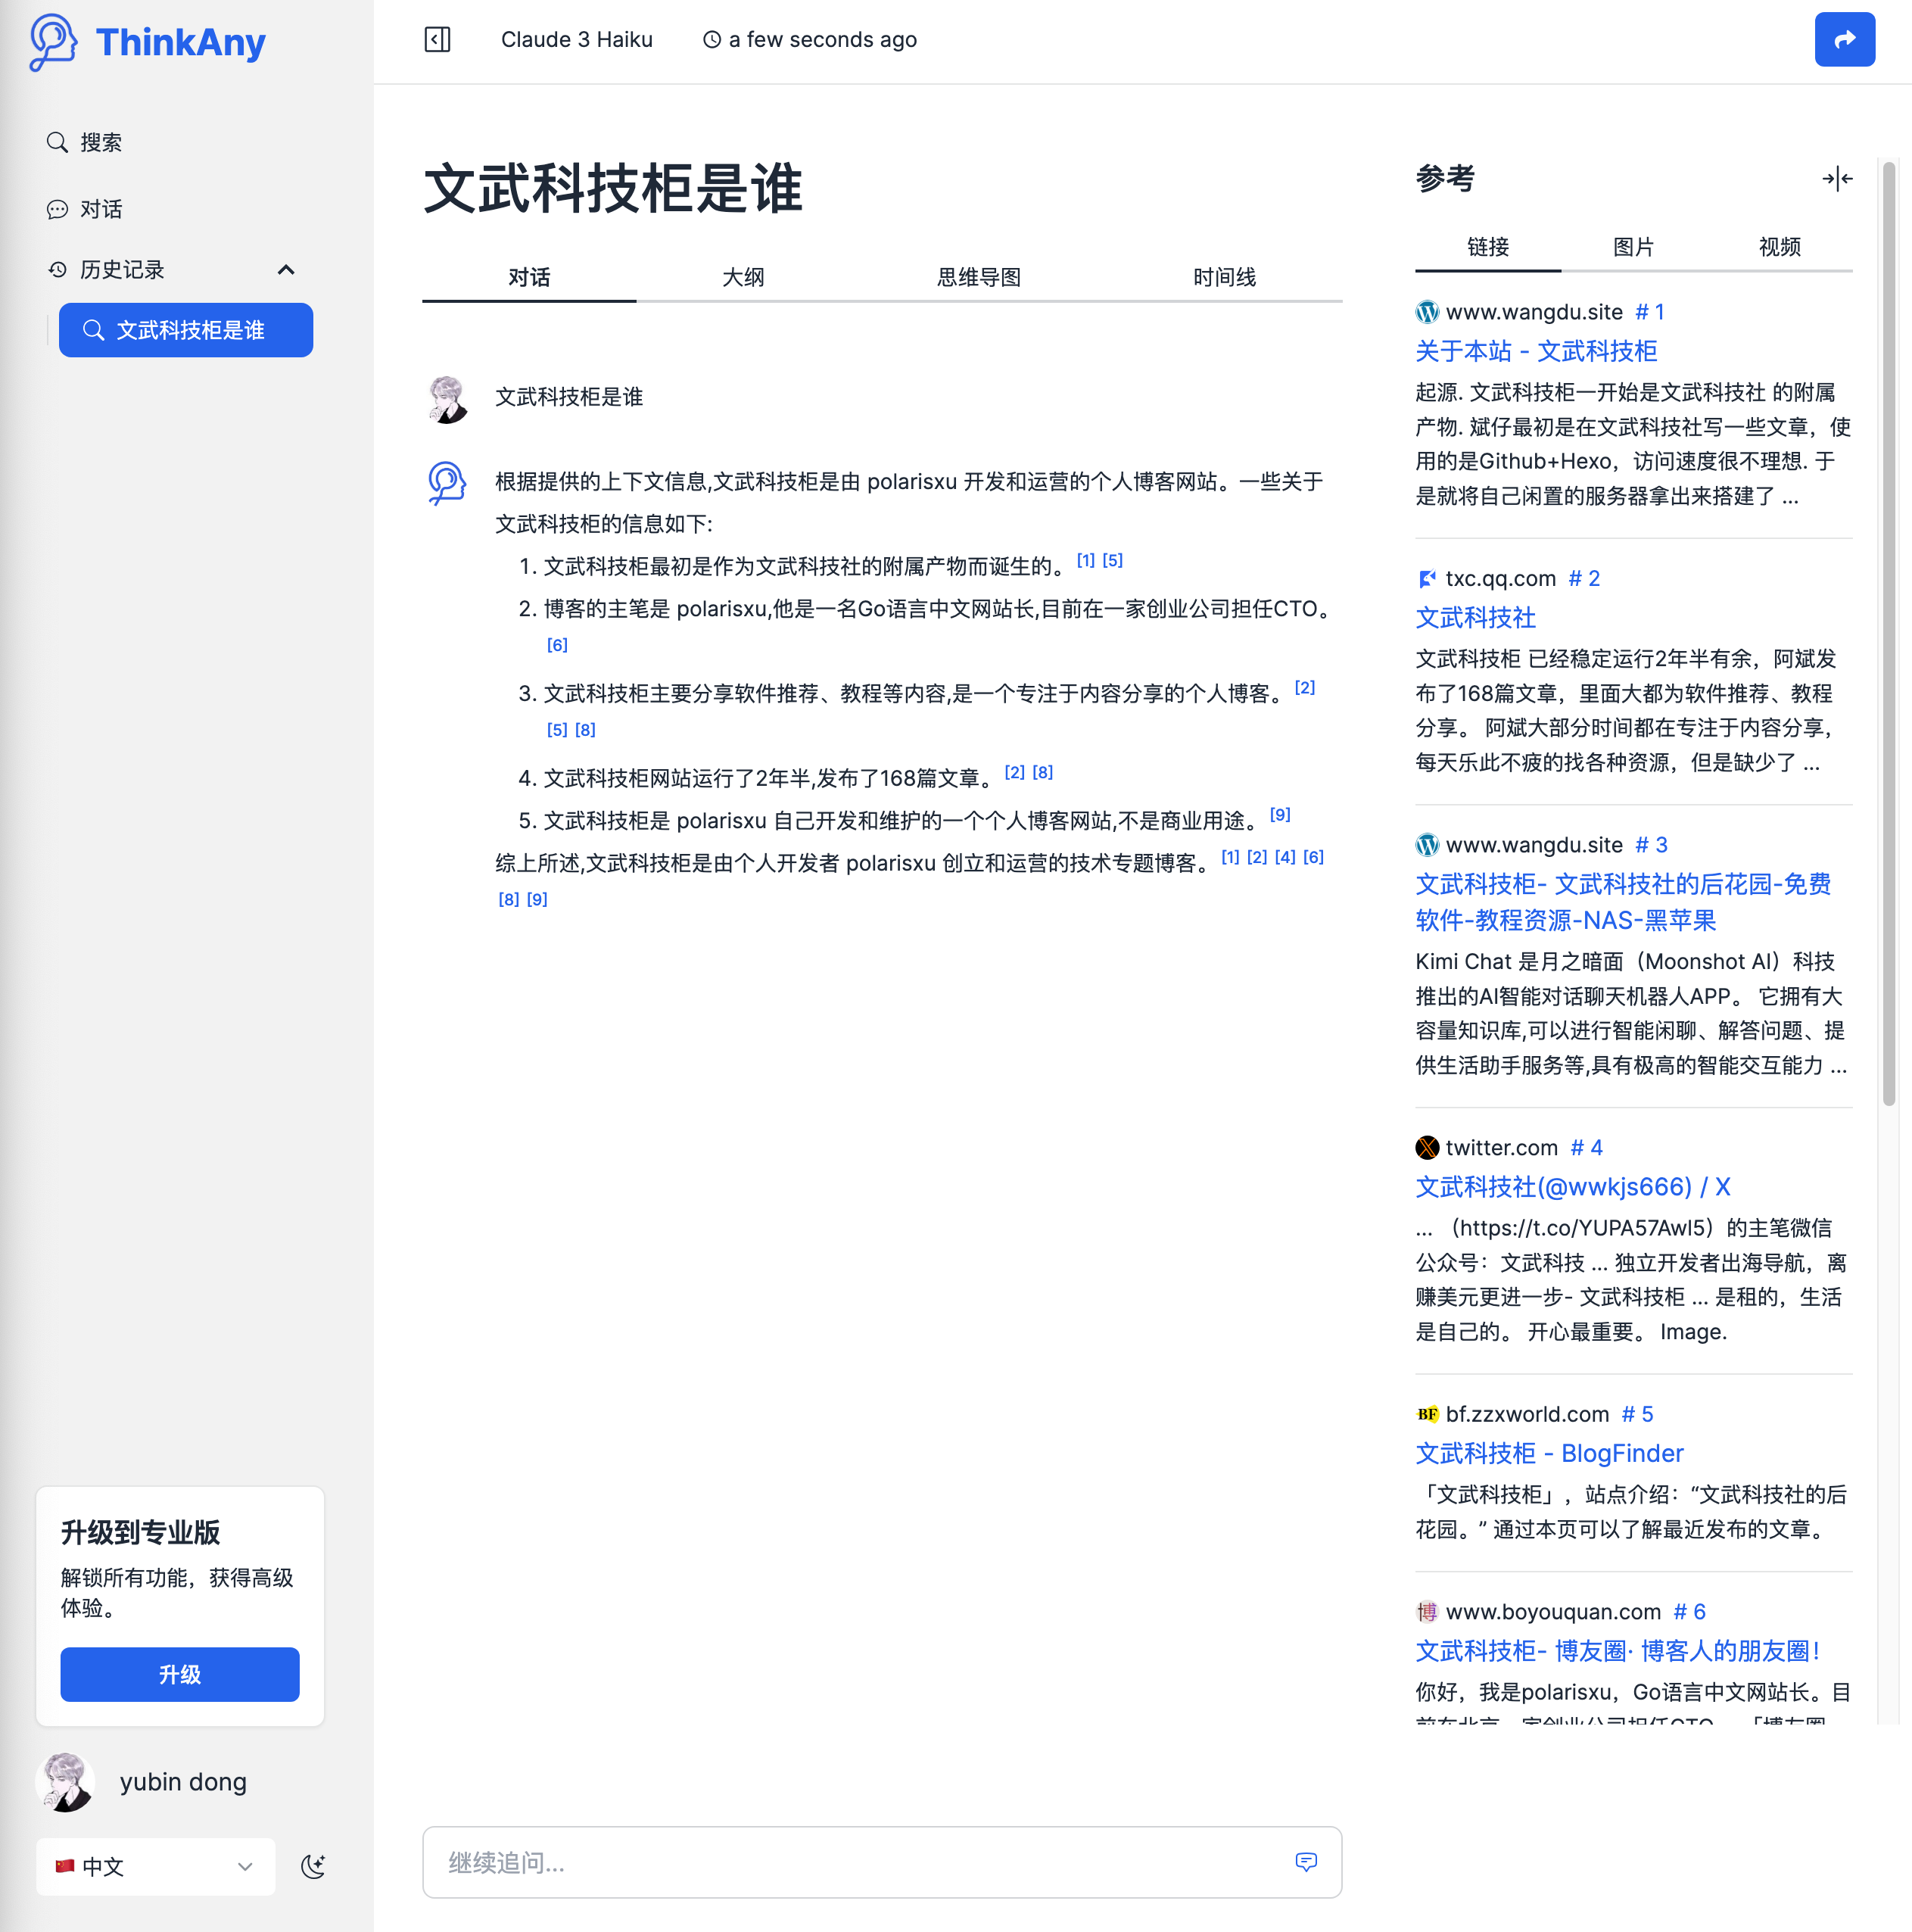 ThinkAny
搜索
对话
历史记录
文武科技柜是谁
升级到专业版
解锁所有功能，获得高级
体验。
升级
yubin dong
中文
Claude 3 Haiku
a few seconds ago
文武科技柜是谁
对话
大纲
思维导图
时间线
文武科技柜是谁
根据提供的上下文信息,文武科技柜是由 polarisxu 开发和运营的个人博客网站。一些关于
文武科技柜的信息如下:
1. 文武科技柜最初是作为文武科技社的附属产物而诞生的。 [1] [5]
2. 博客的主笔是 polarisxu,他是一名Go语言中文网站长,目前在一家创业公司担任CTO。
[6]
3. 文武科技柜主要分享软件推荐、教程等内容,是一个专注于内容分享的个人博客。 [2]
[5] [8]
4. 文武科技柜网站运行了2年半,发布了168篇文章。 [2] [8]
5. 文武科技柜是 polarisxu 自己开发和维护的一个个人博客网站,不是商业用途。 [9]
综上所述,文武科技柜是由个人开发者 polarisxu 创立和运营的技术专题博客。 [1] [2] [4] [6]
[8] [9]
继续追问...
参考
链接
图片
视频
www.wangdu.site # 1
关于本站 - 文武科技柜
起源. 文武科技柜一开始是文武科技社 的附属
产物. 斌仔最初是在文武科技社写一些文章，使
用的是Github+Hexo，访问速度很不理想. 于
是就将自己闲置的服务器拿出来搭建了 ...
txc.qq.com # 2
文武科技社
文武科技柜 已经稳定运行2年半有余，阿斌发
布了168篇文章，里面大都为软件推荐、教程
分享。 阿斌大部分时间都在专注于内容分享，
每天乐此不疲的找各种资源，但是缺少了 ...
www.wangdu.site # 3
文武科技柜- 文武科技社的后花园-免费
软件-教程资源-NAS-黑苹果
Kimi Chat 是月之暗面（Moonshot AI）科技
推出的AI智能对话聊天机器人APP。 它拥有大
容量知识库,可以进行智能闲聊、解答问题、提
供生活助手服务等,具有极高的智能交互能力 ...
twitter.com # 4
文武科技社(@wwkjs666) / X
... （https://t.co/YUPA57AwI5）的主笔微信
公众号：文武科技 ... 独立开发者出海导航，离
赚美元更进一步- 文武科技柜 ... 是租的，生活
是自己的。 开心最重要。 Image.
BF bf.zzxworld.com # 5
文武科技柜 - BlogFinder
「文武科技柜」，站点介绍：“文武科技社的后
花园。” 通过本页可以了解最近发布的文章。
博 www.boyouquan.com # 6
文武科技柜- 博友圈· 博客人的朋友圈！
你好，我是polarisxu，Go语言中文网站长。目
前在北京一家创业公司担任CTO。 「博友圈